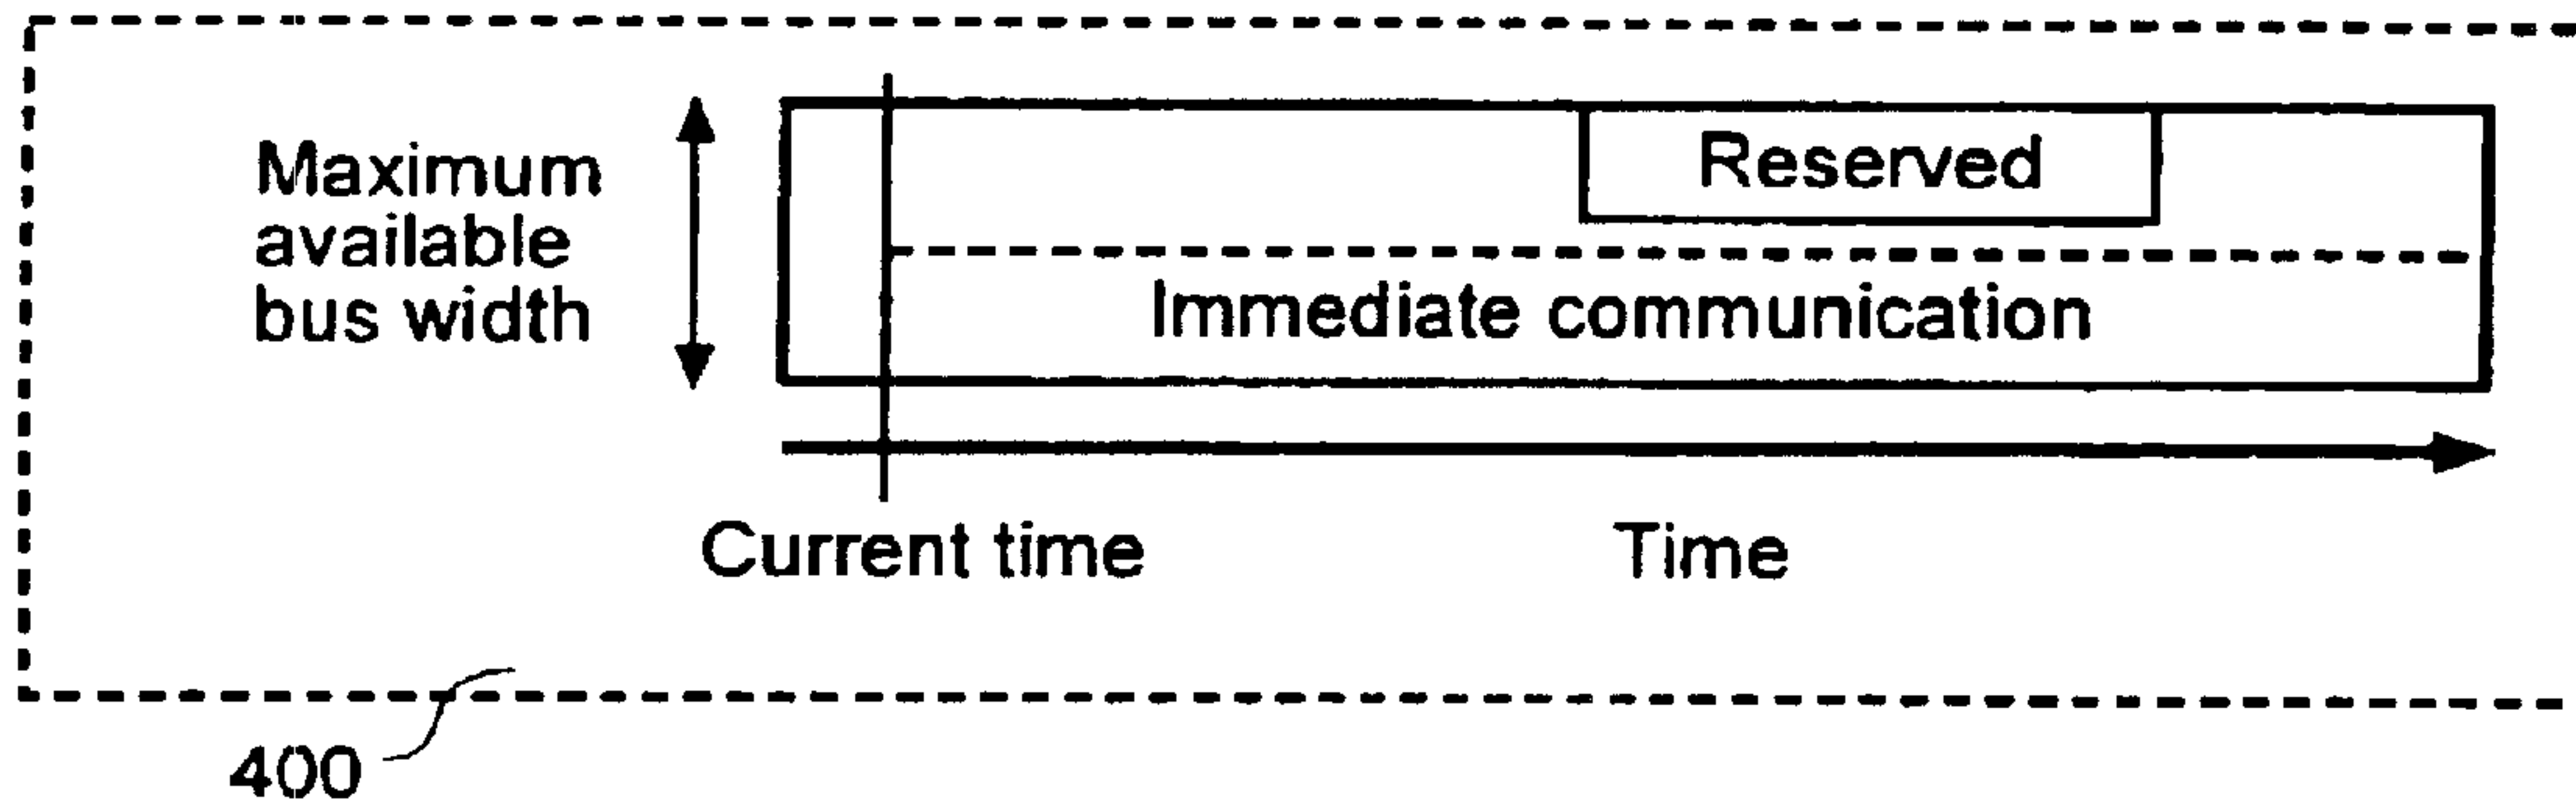 Maximum
available
bus width
Reserved
Immediate communication
Current time
Time
400